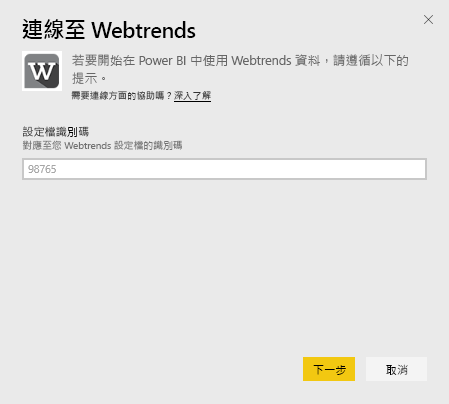 連線至 Webtrends
W
若要開始在 Power BI 中使用 Webtrends 資料，請遵循以下的
提示。
需要連線方面的協助嗎？深入了解
設定檔識別碼
對應至您 Webtrends 設定檔的識別碼
98765
下一步
取消